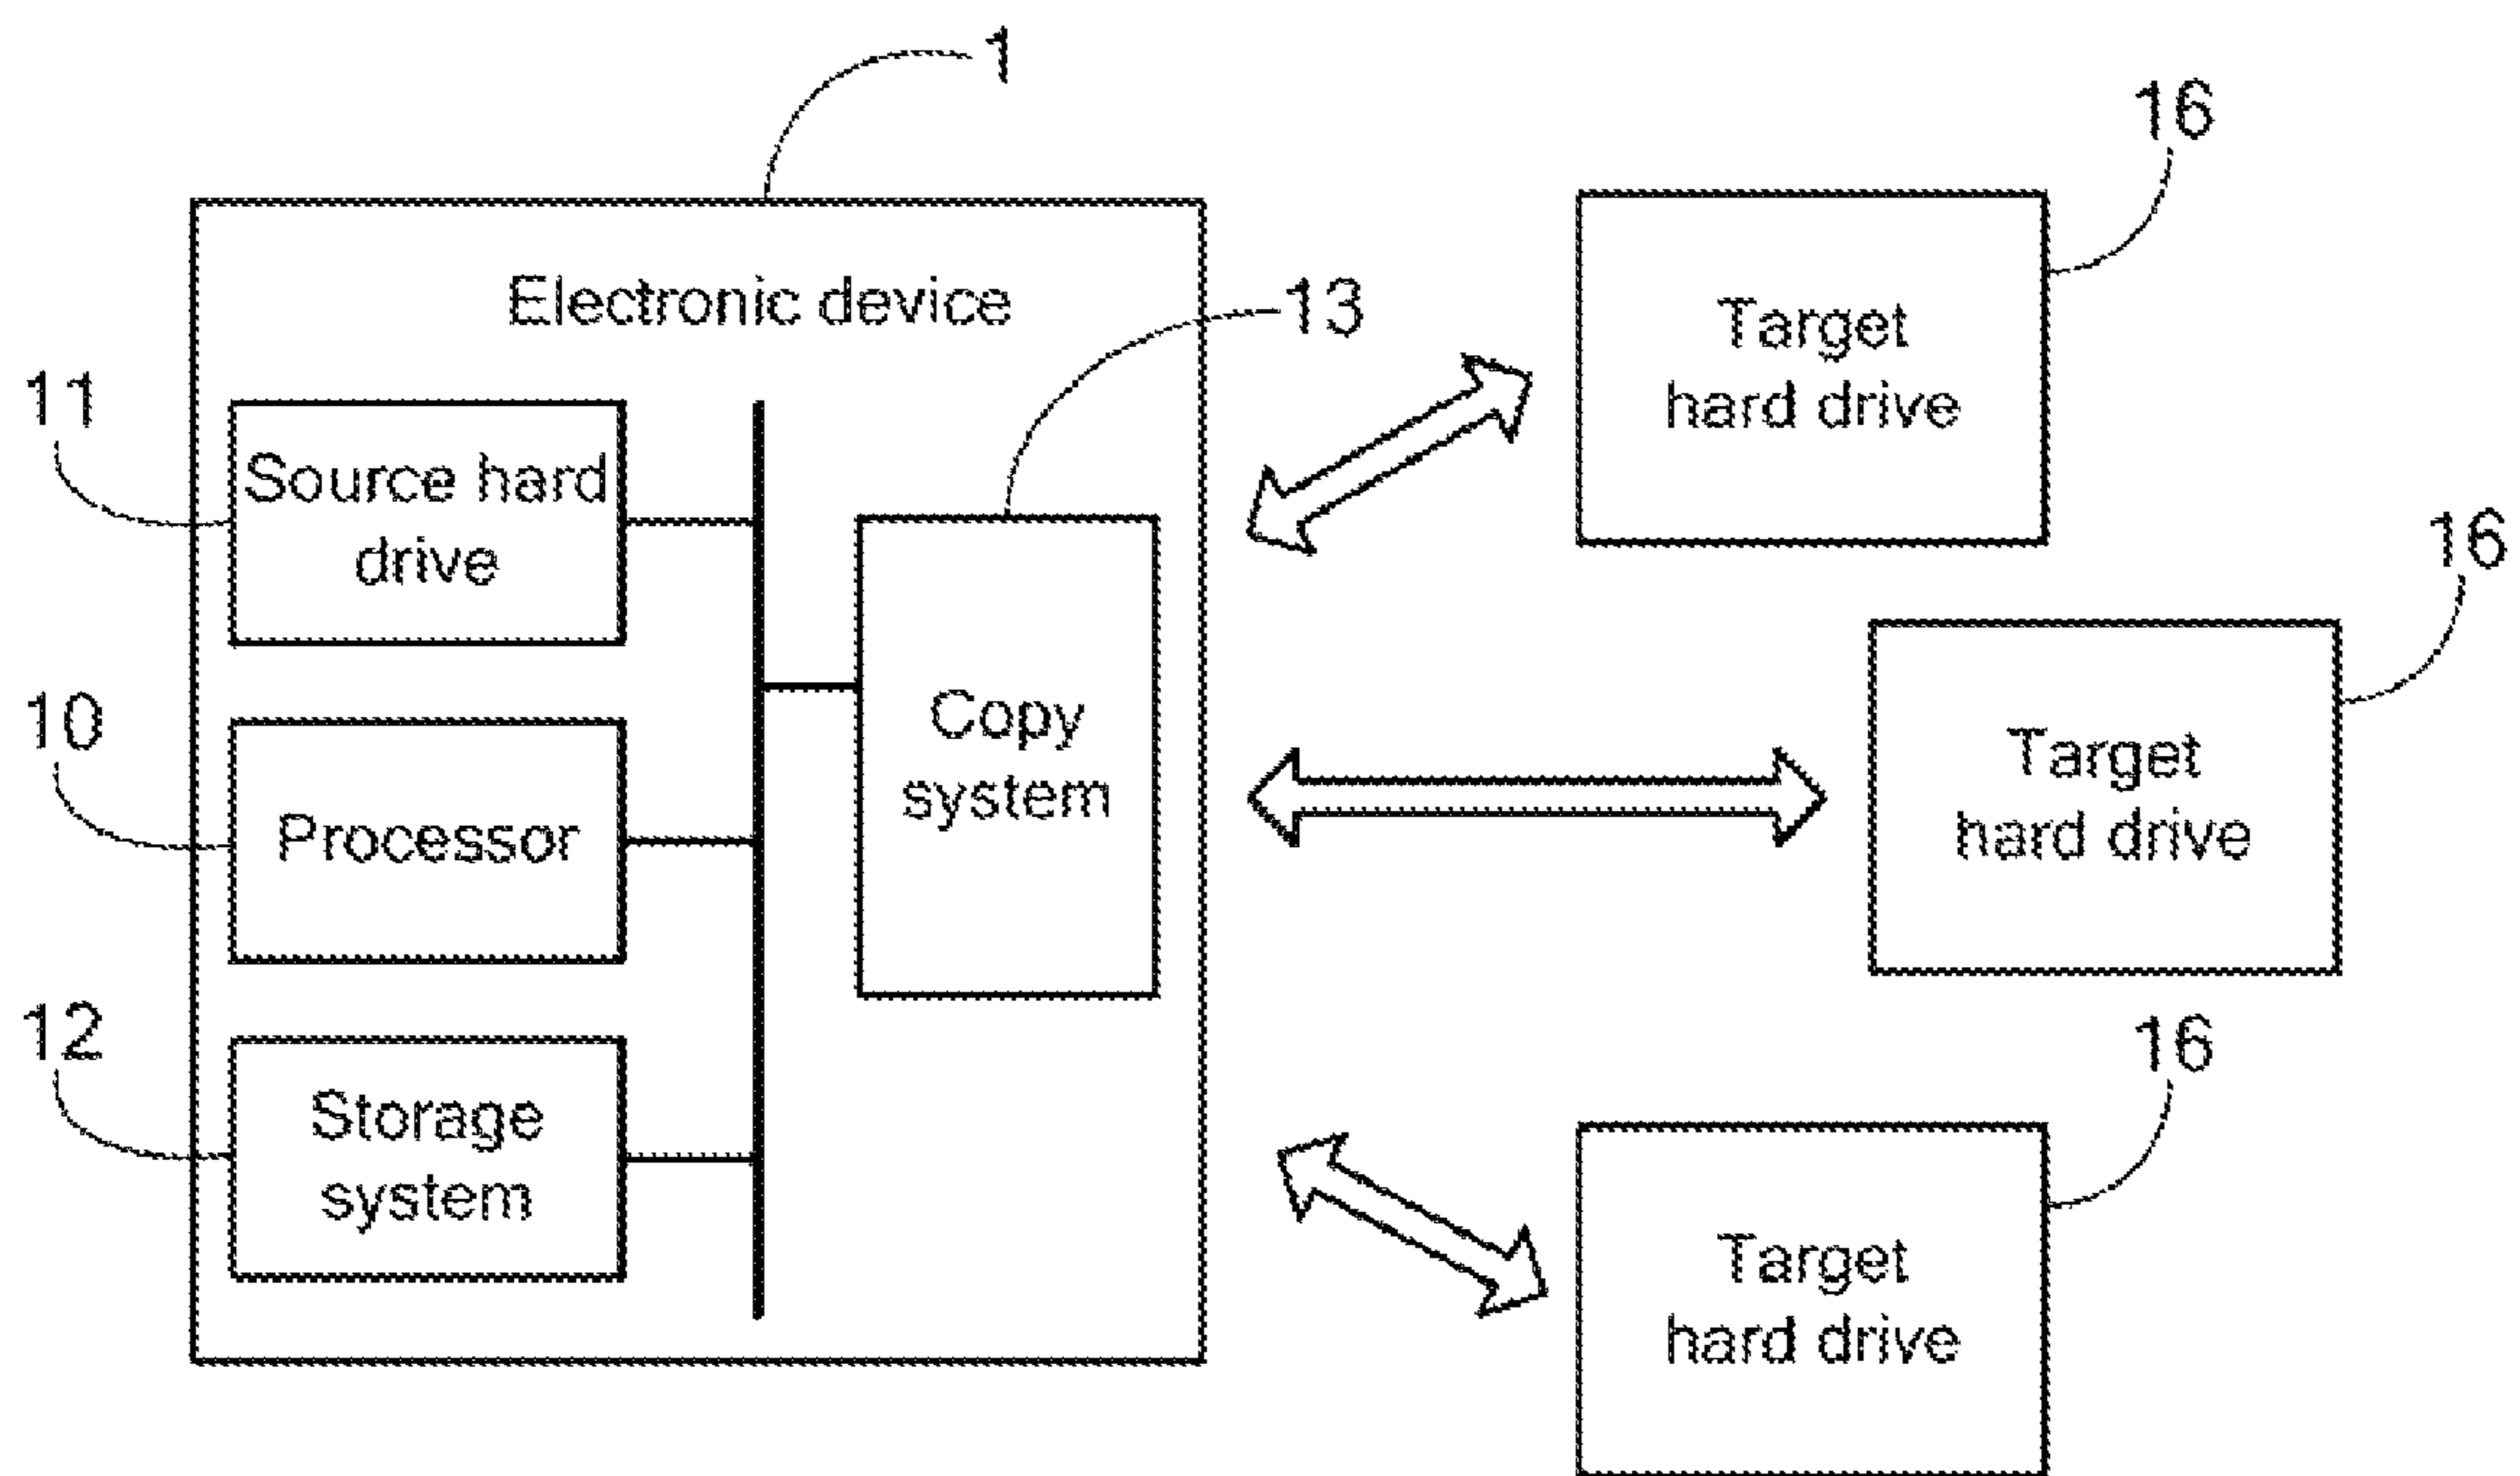 1
16
Electronic device
13
Target
hard drive
11
Source hard
drive
16
10
Copy
system
Target
hard drive
Processor
12
16
Storage
system
Target
hard drive